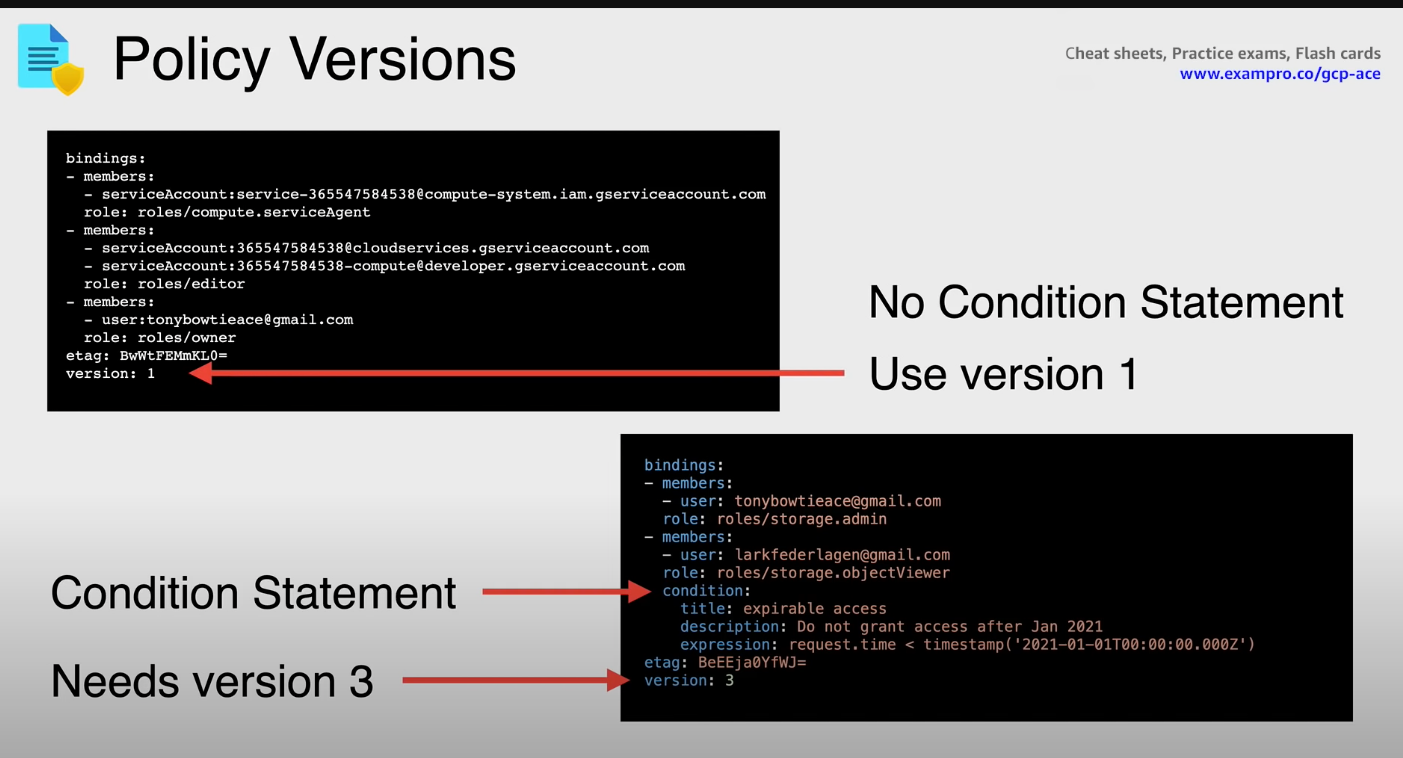 Policy Versions
Cheat sheets, Practice exams, Flash cards
www.exampro.co/gcp-ace
bindings:
- members:
  - serviceAccount:service-365547584538@compute-system.iam.gserviceaccount.com
  role: roles/compute.serviceAgent
- members:
  - serviceAccount:365547584538@cloudservices.gserviceaccount.com
  - serviceAccount:365547584538-compute@developer.gserviceaccount.com
  role: roles/editor
- members:
  - user:tonybowtieace@gmail.com
  role: roles/owner
etag: BwWtFEMmKL0=
version: 1
No Condition Statement
Use version 1
bindings:
- members:
  - user: tonybowtieace@gmail.com
  role: roles/storage.admin
- members:
  - user: larkfederlagen@gmail.com
  role: roles/storage.objectViewer
  condition:
    title: expirable access
    description: Do not grant access after Jan 2021
    expression: request.time < timestamp('2021-01-01T00:00:00.000Z')
etag: BeEEja0YfWJ=
version: 3
Condition Statement
Needs version 3